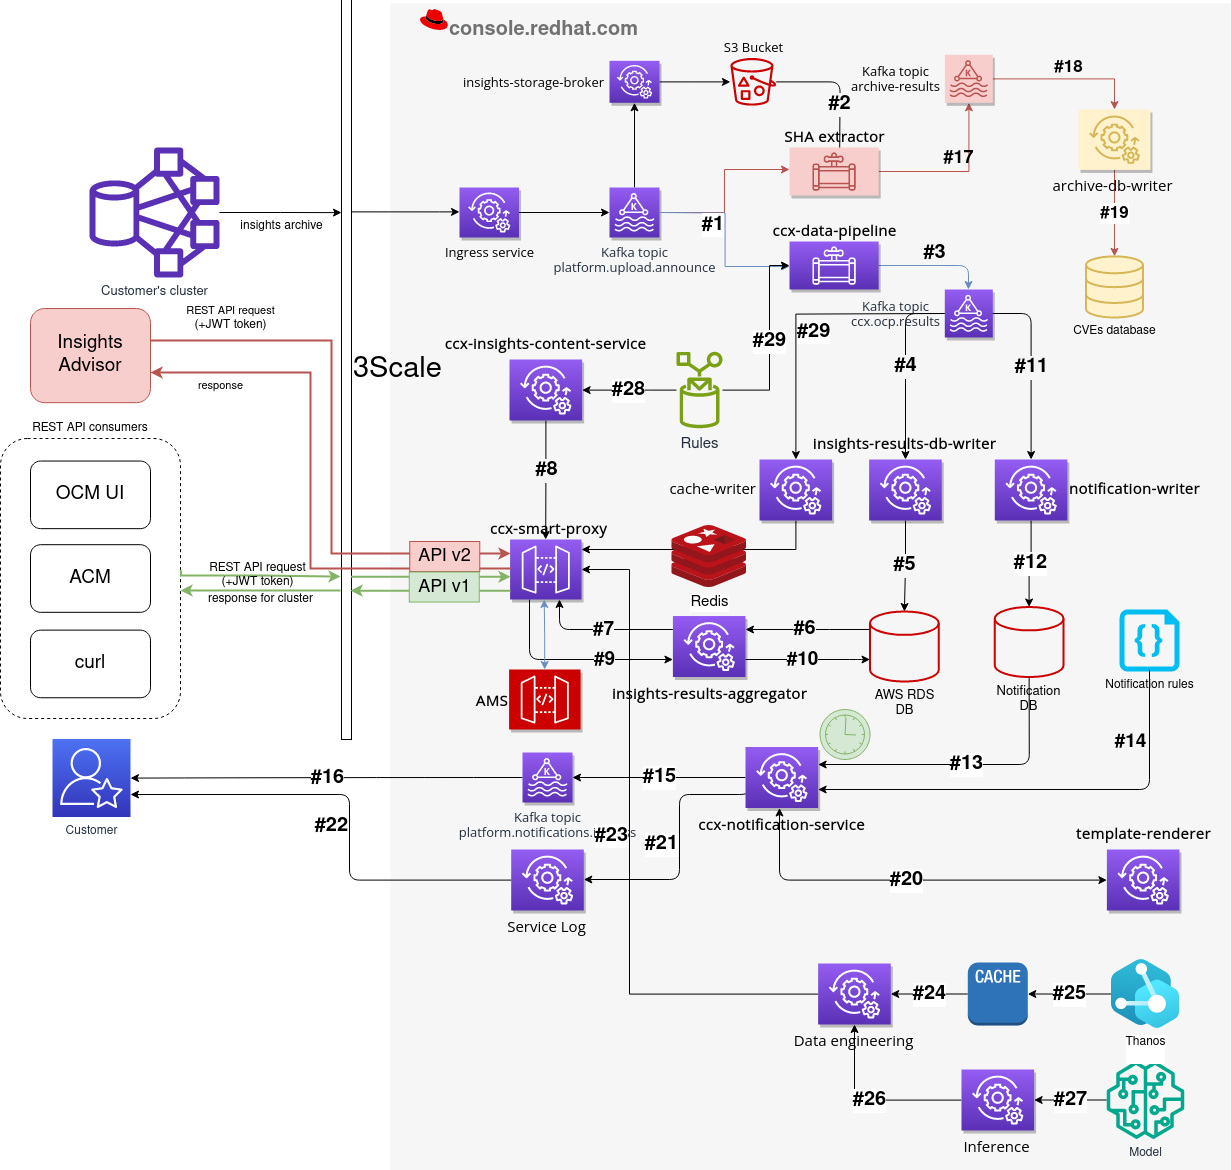 console.redhat.com
S3 Bucket
insights-storage-broker
#2
Kafka topic
archive-results
#18
SHA extractor
#17
archive-db-writer
#19
CVEs database
insights archive
Customer's cluster
Ingress service
Kafka topic
platform.upload.announce
#1
ccx-data-pipeline
#3
Kafka topic
ccx.ocp.results
REST API request
(+JWT token)
Insights
Advisor
response
3Scale
ccx-insights-content-service
#29
#29
#4
#11
#28
Rules
REST API consumers
OCM UI
ACM
curl
#8
insights-results-db-writer
cache-writer
notification-writer
ccx-smart-proxy
API v2
API v1
REST API request
(+JWT token)
response for cluster
Redis
#5
#12
#7
#6
#9
#10
insights-results-aggregator
AMS
AWS RDS
DB
Notification
DB
{}
Notification rules
#14
#13
#16
#15
Customer
Kafka topic
platform.notifications.
#23
#22
#21
ccx-notification-service
template-renderer
#20
Service Log
CACHE
#24
#25
Data engineering
Thanos
#26
#27
Inference
Model